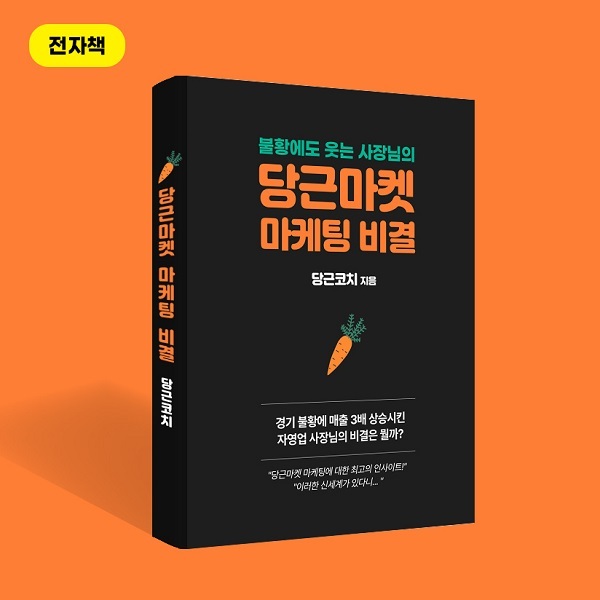 전자책
불황에도 웃는 사장님의
당근마켓
마케팅 비결
당근코치 지음
경기 불황에 매출 3배 상승시킨
자영업 사장님의 비결은 뭘까?
"당근마켓 마케팅에 대한 최고의 인사이트!"
"이러한 신세계가 있다니... "
당근마켓 마케팅 비결
당근코치